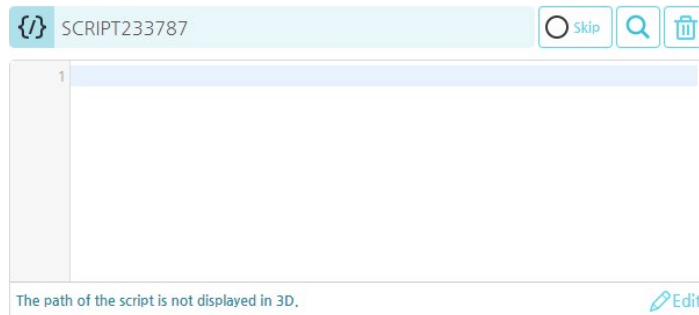 {/} SCRIPT233787 Skip
1
The path of the script is not displayed in 3D. Edit